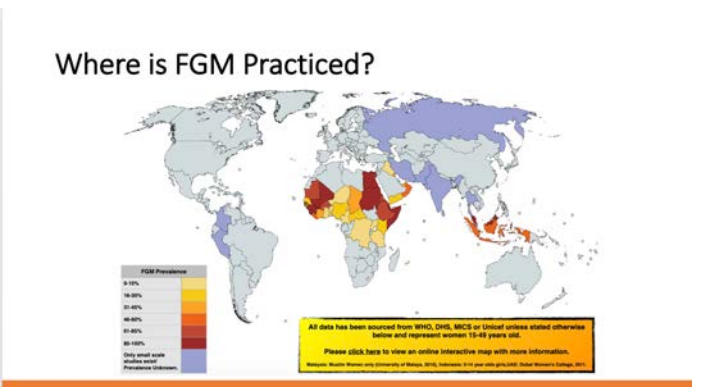 Where is FGM Practiced?
FGM Prevalence
0-15%
16-30%
31-45%
46-60%
61-85%
Only small scale
studies exist/
Prevalence Unknown.
All data has been sourced from WHO, DHS, MICS or Unicef unless stated otherwise
below and represent women 15-49 years old.
Please click here to view an online interactive map with more information.
Malaysia: Muslim Women only (University of Malaya, 2010), Indonesia: 0-14 year olds girls,UAE: Dubai Women's College, 2011.